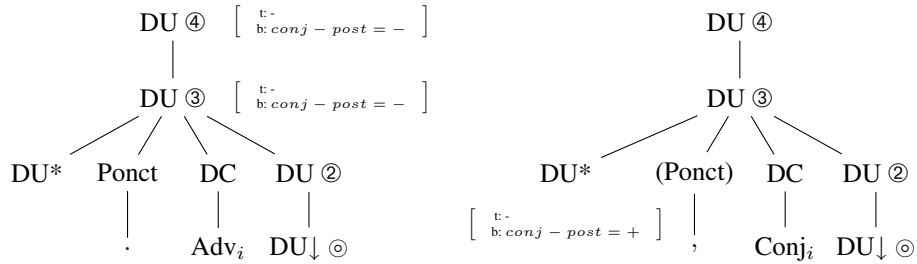 DU ④ [ t: - b: conj − post = − ] DU ④
DU ③ [ t: - b: conj − post = − ] DU ③
DU* Ponct DC DU ② DU* (Ponct) DC DU ②
[ t: - b: conj − post = + ]
. Adv_i DU↓ ◎ , Conj_i DU↓ ◎